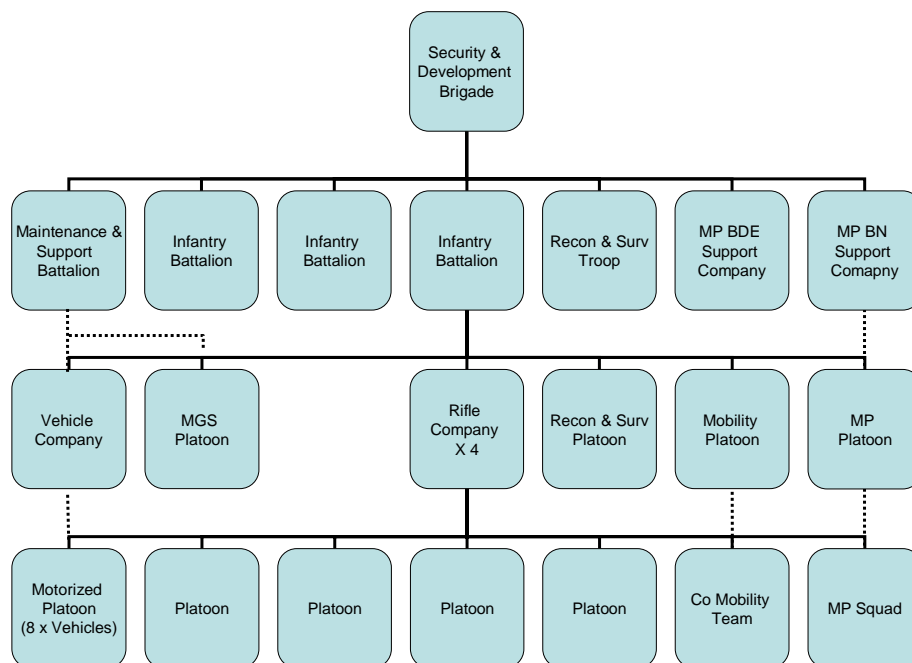 Security &
Development
Brigade
Maintenance &
Support
Battalion
Infantry
Battalion
Infantry
Battalion
Infantry
Battalion
Recon & Surv
Troop
MP BDE
Support
Company
MP BN
Support
Comapny
Vehicle
Company
MGS
Platoon
Rifle
Company
X 4
Recon & Surv
Platoon
Mobility
Platoon
MP
Platoon
Motorized
Platoon
(8 x Vehicles)
Platoon
Platoon
Platoon
Platoon
Co Mobility
Team
MP Squad